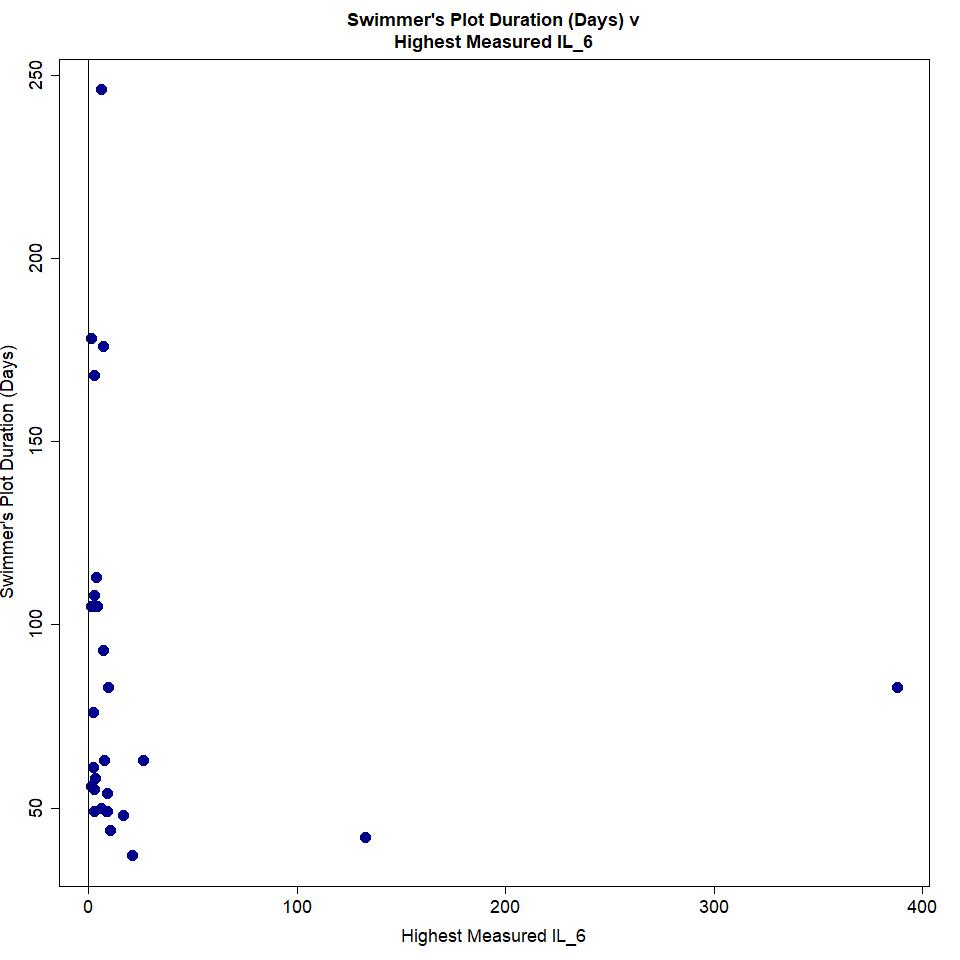 Swimmer's Plot Duration (Days) v
Highest Measured IL_6
Swimmer's Plot Duration (Days)
250
200
150
100
50
0 100 200 300 400
Highest Measured IL_6